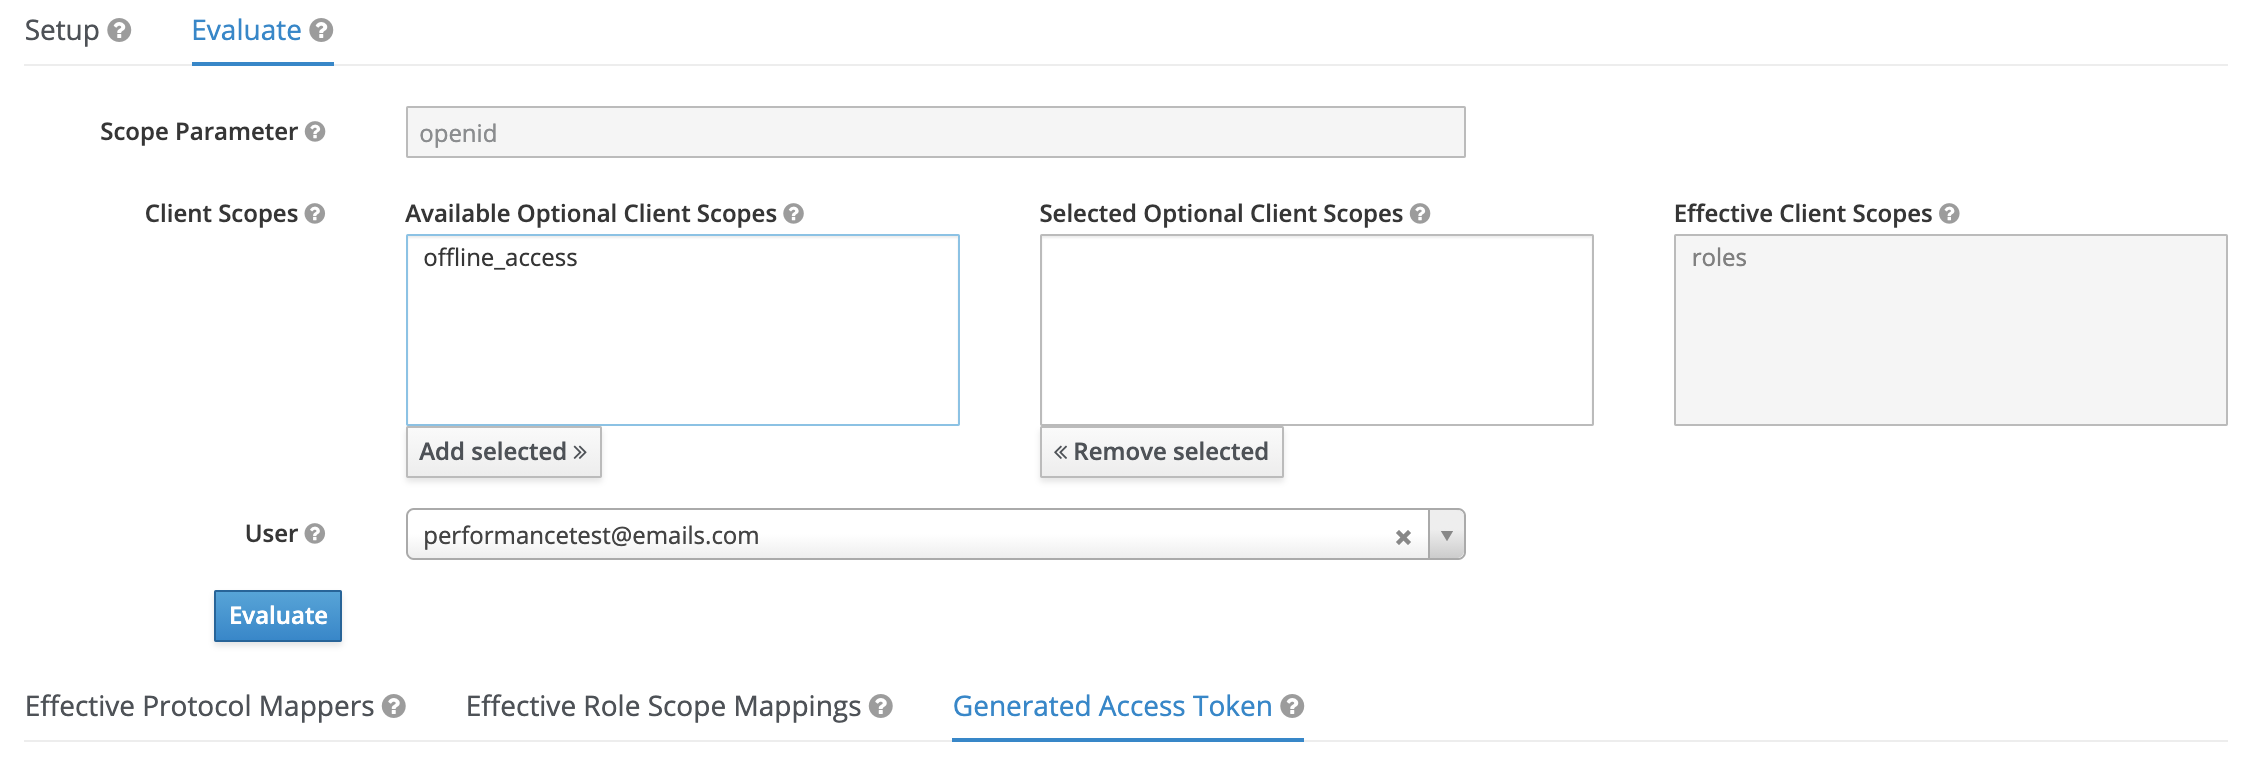 Setup Evaluate
Scope Parameter openid
Client Scopes Available Optional Client Scopes Selected Optional Client Scopes Effective Client Scopes
offline_access roles
Add selected » « Remove selected
User performancetest@emails.com
Evaluate
Effective Protocol Mappers Effective Role Scope Mappings Generated Access Token